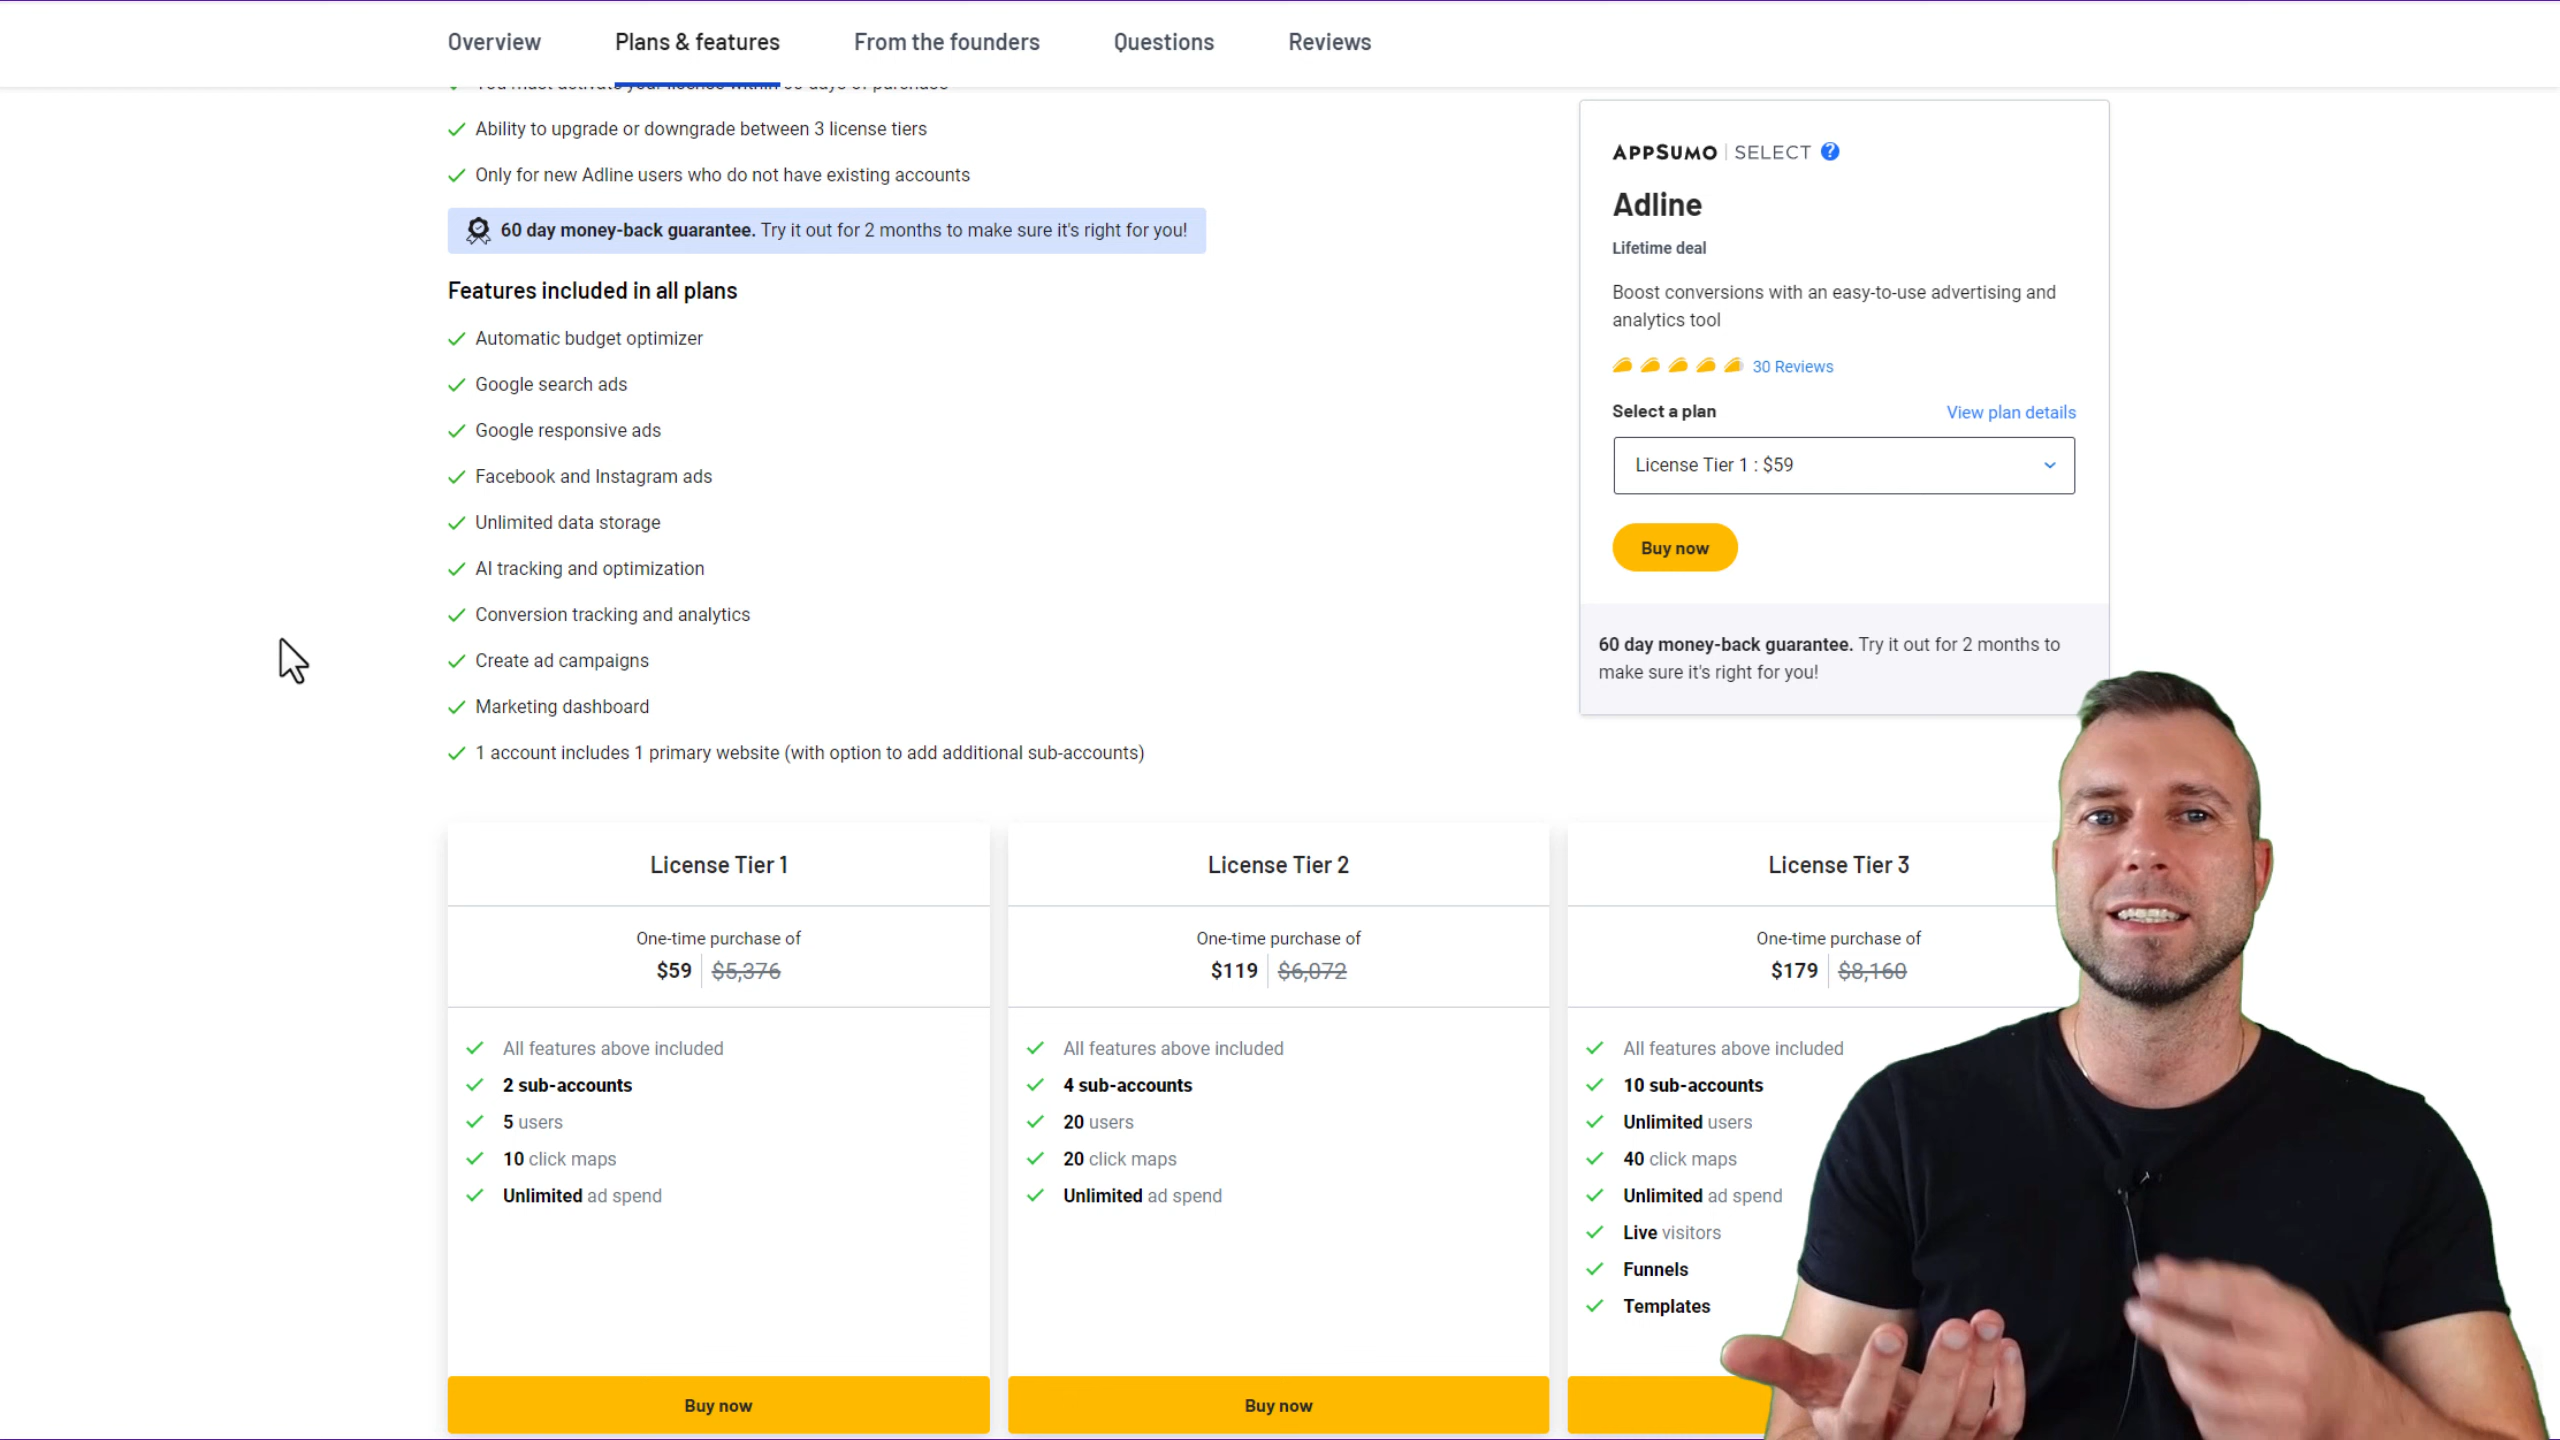 Overview
Plans & features
From the founders
Questions
Reviews
Ability to upgrade or downgrade between 3 license tiers
Only for new Adline users who do not have existing accounts
60 day money-back guarantee. Try it out for 2 months to make sure it's right for you!
Features included in all plans
Automatic budget optimizer
Google search ads
Google responsive ads
Facebook and Instagram ads
Unlimited data storage
AI tracking and optimization
Conversion tracking and analytics
Create ad campaigns
Marketing dashboard
1 account includes 1 primary website (with option to add additional sub-accounts)
APPSUMO | SELECT ?
Adline
Lifetime deal
Boost conversions with an easy-to-use advertising and
analytics tool
30 Reviews
Select a plan
View plan details
License Tier 1 : $59
Buy now
60 day money-back guarantee. Try it out for 2 months to
make sure it's right for you!
License Tier 1
One-time purchase of
$59 | $5,376
All features above included
2 sub-accounts
5 users
10 click maps
Unlimited ad spend
Buy now
License Tier 2
One-time purchase of
$119 | $6,072
All features above included
4 sub-accounts
20 users
20 click maps
Unlimited ad spend
Buy now
License Tier 3
One-time purchase of
$179 | $8,160
All features above included
10 sub-accounts
Unlimited users
40 click maps
Unlimited ad spend
Live visitors
Funnels
Templates